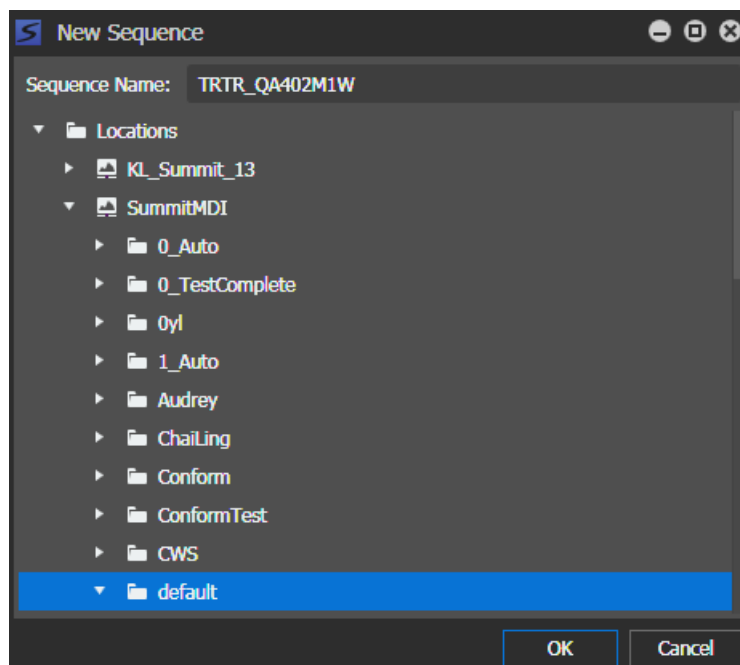 New Sequence
Sequence Name: TRTR_QA402M1W
Locations
KL_Summit_13
SummitMDI
0_Auto
0_TestComplete
0yl
1_Auto
Audrey
ChaiLing
Conform
ConformTest
CWS
default
OK Cancel